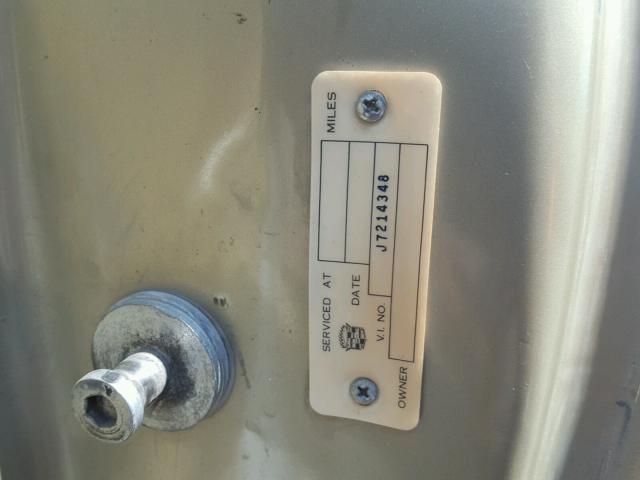 SERVICED AT MILES
DATE
V.I. NO. J7214348
OWNER